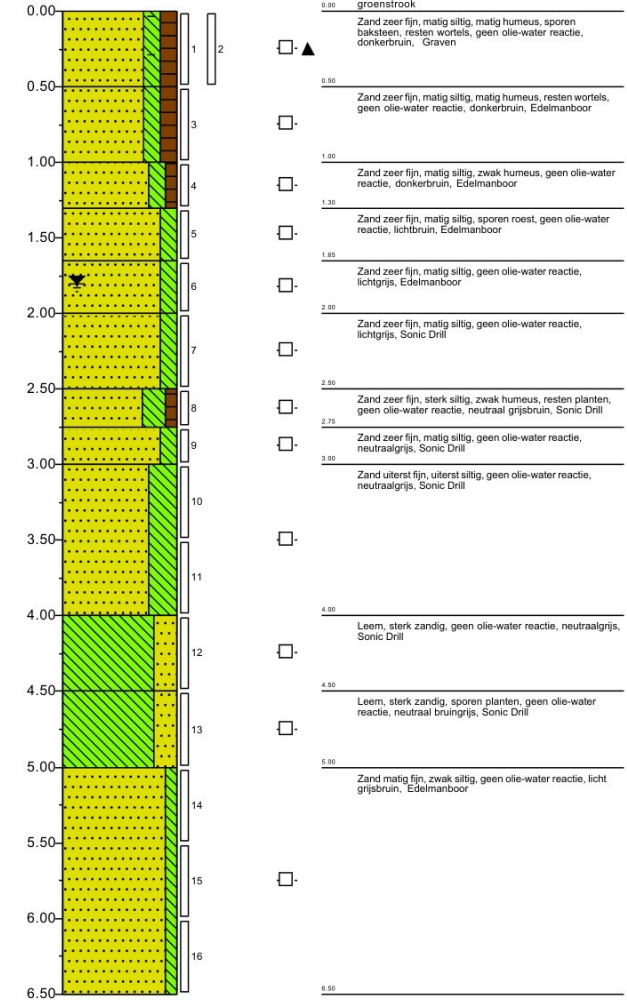 groenstrook
0.00
0.00
Zand zeer fijn, matig siltig, matig humeus, sporen
baksteen, resten wortels, geen olie-water reactie,
donkerbruin, Graven
1
2
0.50
0.50
Zand zeer fijn, matig siltig, matig humeus, resten wortels,
geen olie-water reactie, donkerbruin, Edelmanboor
3
1.00
1.00
Zand zeer fijn, matig siltig, zwak humeus, geen olie-water
reactie, donkerbruin, Edelmanboor
4
1.30
Zand zeer fijn, matig siltig, sporen roest, geen olie-water
reactie, lichtbruin, Edelmanboor
5
1.50
1.65
Zand zeer fijn, matig siltig, geen olie-water reactie,
lichtgrijs, Edelmanboor
6
2.00
2.00
Zand zeer fijn, matig siltig, geen olie-water reactie,
lichtgrijs, Sonic Drill
7
2.50
2.50
Zand zeer fijn, sterk siltig, zwak humeus, resten planten,
geen olie-water reactie, neutraal grijsbruin, Sonic Drill
8
2.75
Zand zeer fijn, matig siltig, geen olie-water reactie,
neutraalgrijs, Sonic Drill
9
3.00
3.00
Zand uiterst fijn, uiterst siltig, geen olie-water reactie,
neutraalgrijs, Sonic Drill
10
3.50
11
4.00
4.00
Leem, sterk zandig, geen olie-water reactie, neutraalgrijs,
Sonic Drill
12
4.50
4.50
Leem, sterk zandig, sporen planten, geen olie-water
reactie, neutraal bruingrijs, Sonic Drill
13
5.00
5.00
Zand matig fijn, zwak siltig, geen olie-water reactie, licht
grijsbruin, Edelmanboor
14
5.50
15
6.00
16
6.50
6.50